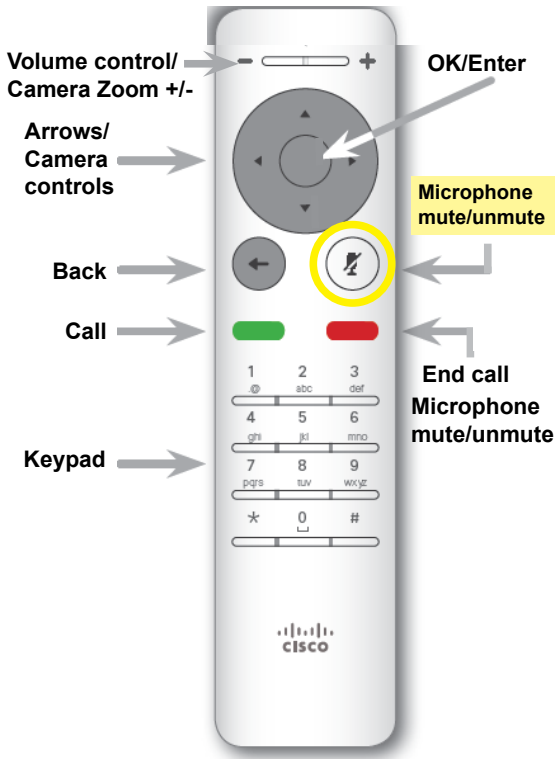 Volume control/
Camera Zoom +/-
OK/Enter
Arrows/
Camera
controls
Microphone
mute/unmute
Back
Call
End call
Microphone
mute/unmute
Keypad
- +
1 2 3
.@ abc def
4 5 6
ghi jkl mno
7 8 9
pqrs tuv wxyz
* 0 #
cisco